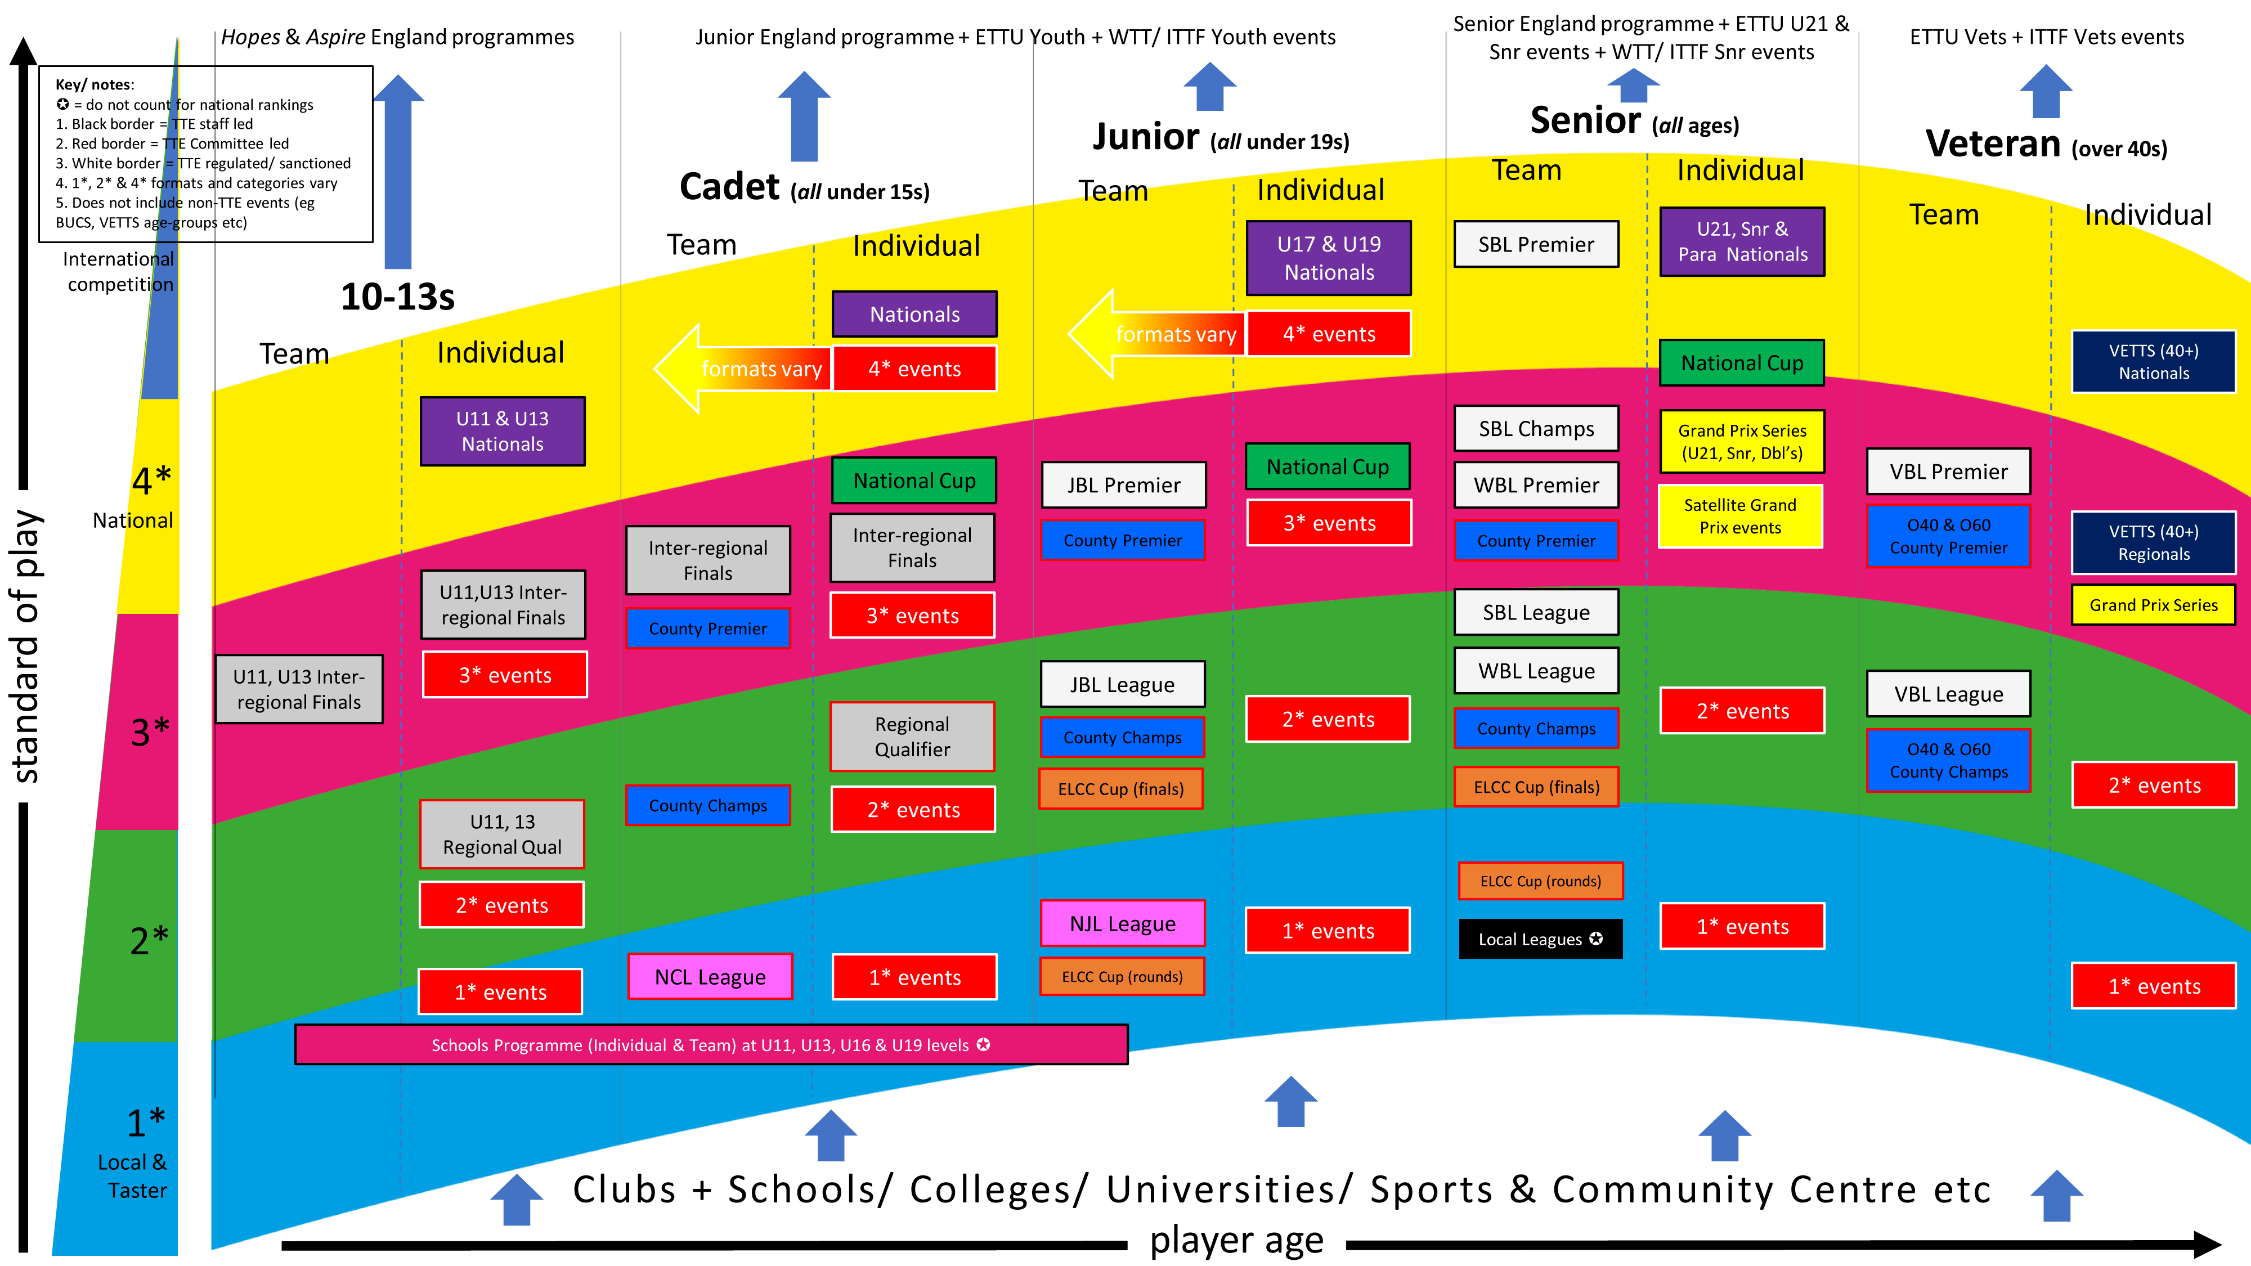 Hopes & Aspire England programmes
Junior England programme + ETTU Youth + WTT/ ITTF Youth events
Senior England programme + ETTU U21 &
Snr events + WTT/ ITTF Snr events
ETTU Vets + ITTF Vets events
Key/ notes:
✪ = do not count for national rankings
1. Black border = TTE staff led
2. Red border = TTE Committee led
3. White border = TTE regulated/ sanctioned
4. 1*, 2* & 4* formats and categories vary
5. Does not include non-TTE events (eg
BUCS, VETTS age-groups etc)
standard of play
International
competition
4*
National
3*
2*
1*
Local &
Taster
10-13s
Team
Individual
U11 & U13
Nationals
U11,U13 Inter-
regional Finals
3* events
U11, U13 Inter-
regional Finals
U11, 13
Regional Qual
2* events
1* events
Cadet (all under 15s)
Team
Individual
Nationals
formats vary
4* events
National Cup
Inter-regional
Finals
Inter-regional
Finals
County Premier
3* events
Regional
Qualifier
County Champs
2* events
NCL League
1* events
Schools Programme (Individual & Team) at U11, U13, U16 & U19 levels ✪
Junior (all under 19s)
Team
Individual
U17 & U19
Nationals
formats vary
4* events
JBL Premier
National Cup
County Premier
3* events
JBL League
County Champs
2* events
ELCC Cup (finals)
NJL League
1* events
ELCC Cup (rounds)
Senior (all ages)
Team
Individual
SBL Premier
U21, Snr &
Para Nationals
National Cup
SBL Champs
Grand Prix Series
(U21, Snr, Dbl's)
WBL Premier
Satellite Grand
Prix events
County Premier
SBL League
WBL League
2* events
County Champs
ELCC Cup (finals)
ELCC Cup (rounds)
Local Leagues ✪
1* events
Veteran (over 40s)
Team
Individual
VETTS (40+)
Nationals
VBL Premier
O40 & O60
County Premier
VETTS (40+)
Regionals
Grand Prix Series
VBL League
O40 & O60
County Champs
2* events
1* events
Clubs + Schools/ Colleges/ Universities/ Sports & Community Centre etc
player age